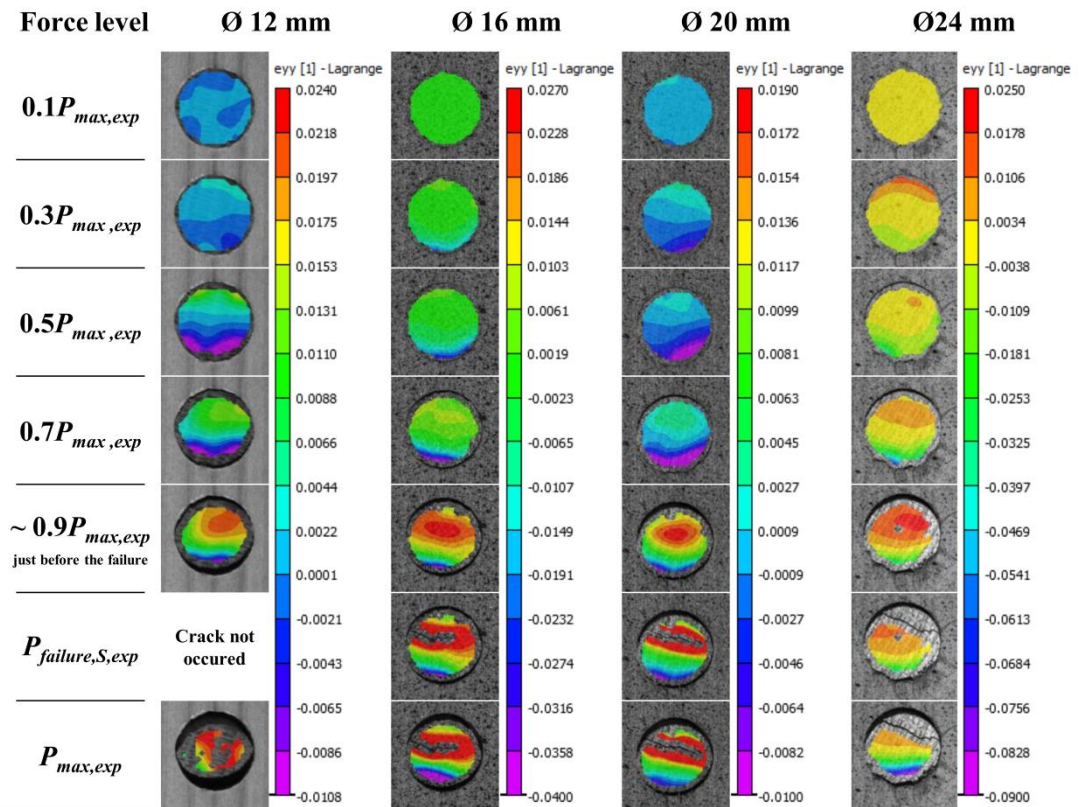 Force level Ø 12 mm Ø 16 mm Ø 20 mm Ø24 mm
eyy [1] - Lagrange eyy [1] - Lagrange eyy [1] - Lagrange eyy [1] - Lagrange
0.0240 0.0270 0.0190 0.0250
0.1Pmax,exp
0.0218 0.0228 0.0172 0.0178
0.0197 0.0186 0.0154 0.0106
0.3Pmax ,exp
0.0175 0.0144 0.0136 0.0034
0.0153 0.0103 0.0117 -0.0038
0.0131 0.0061 0.0099 -0.0109
0.5Pmax ,exp
0.0110 0.0019 0.0081 -0.0181
0.0088 -0.0023 0.0063 -0.0253
0.7Pmax ,exp
0.0066 -0.0065 0.0045 -0.0325
0.0044 -0.0107 0.0027 -0.0397
~ 0.9Pmax,exp
0.0022 -0.0149 0.0009 -0.0469
just before the failure
0.0001 -0.0191 -0.0009 -0.0541
-0.0021 -0.0232 -0.0027 -0.0613
Pfailure,S,exp Crack not
occured
-0.0043 -0.0274 -0.0046 -0.0684
-0.0065 -0.0316 -0.0064 -0.0756
Pmax,exp
-0.0086 -0.0358 -0.0082 -0.0828
-0.0108 -0.0400 -0.0100 -0.0900